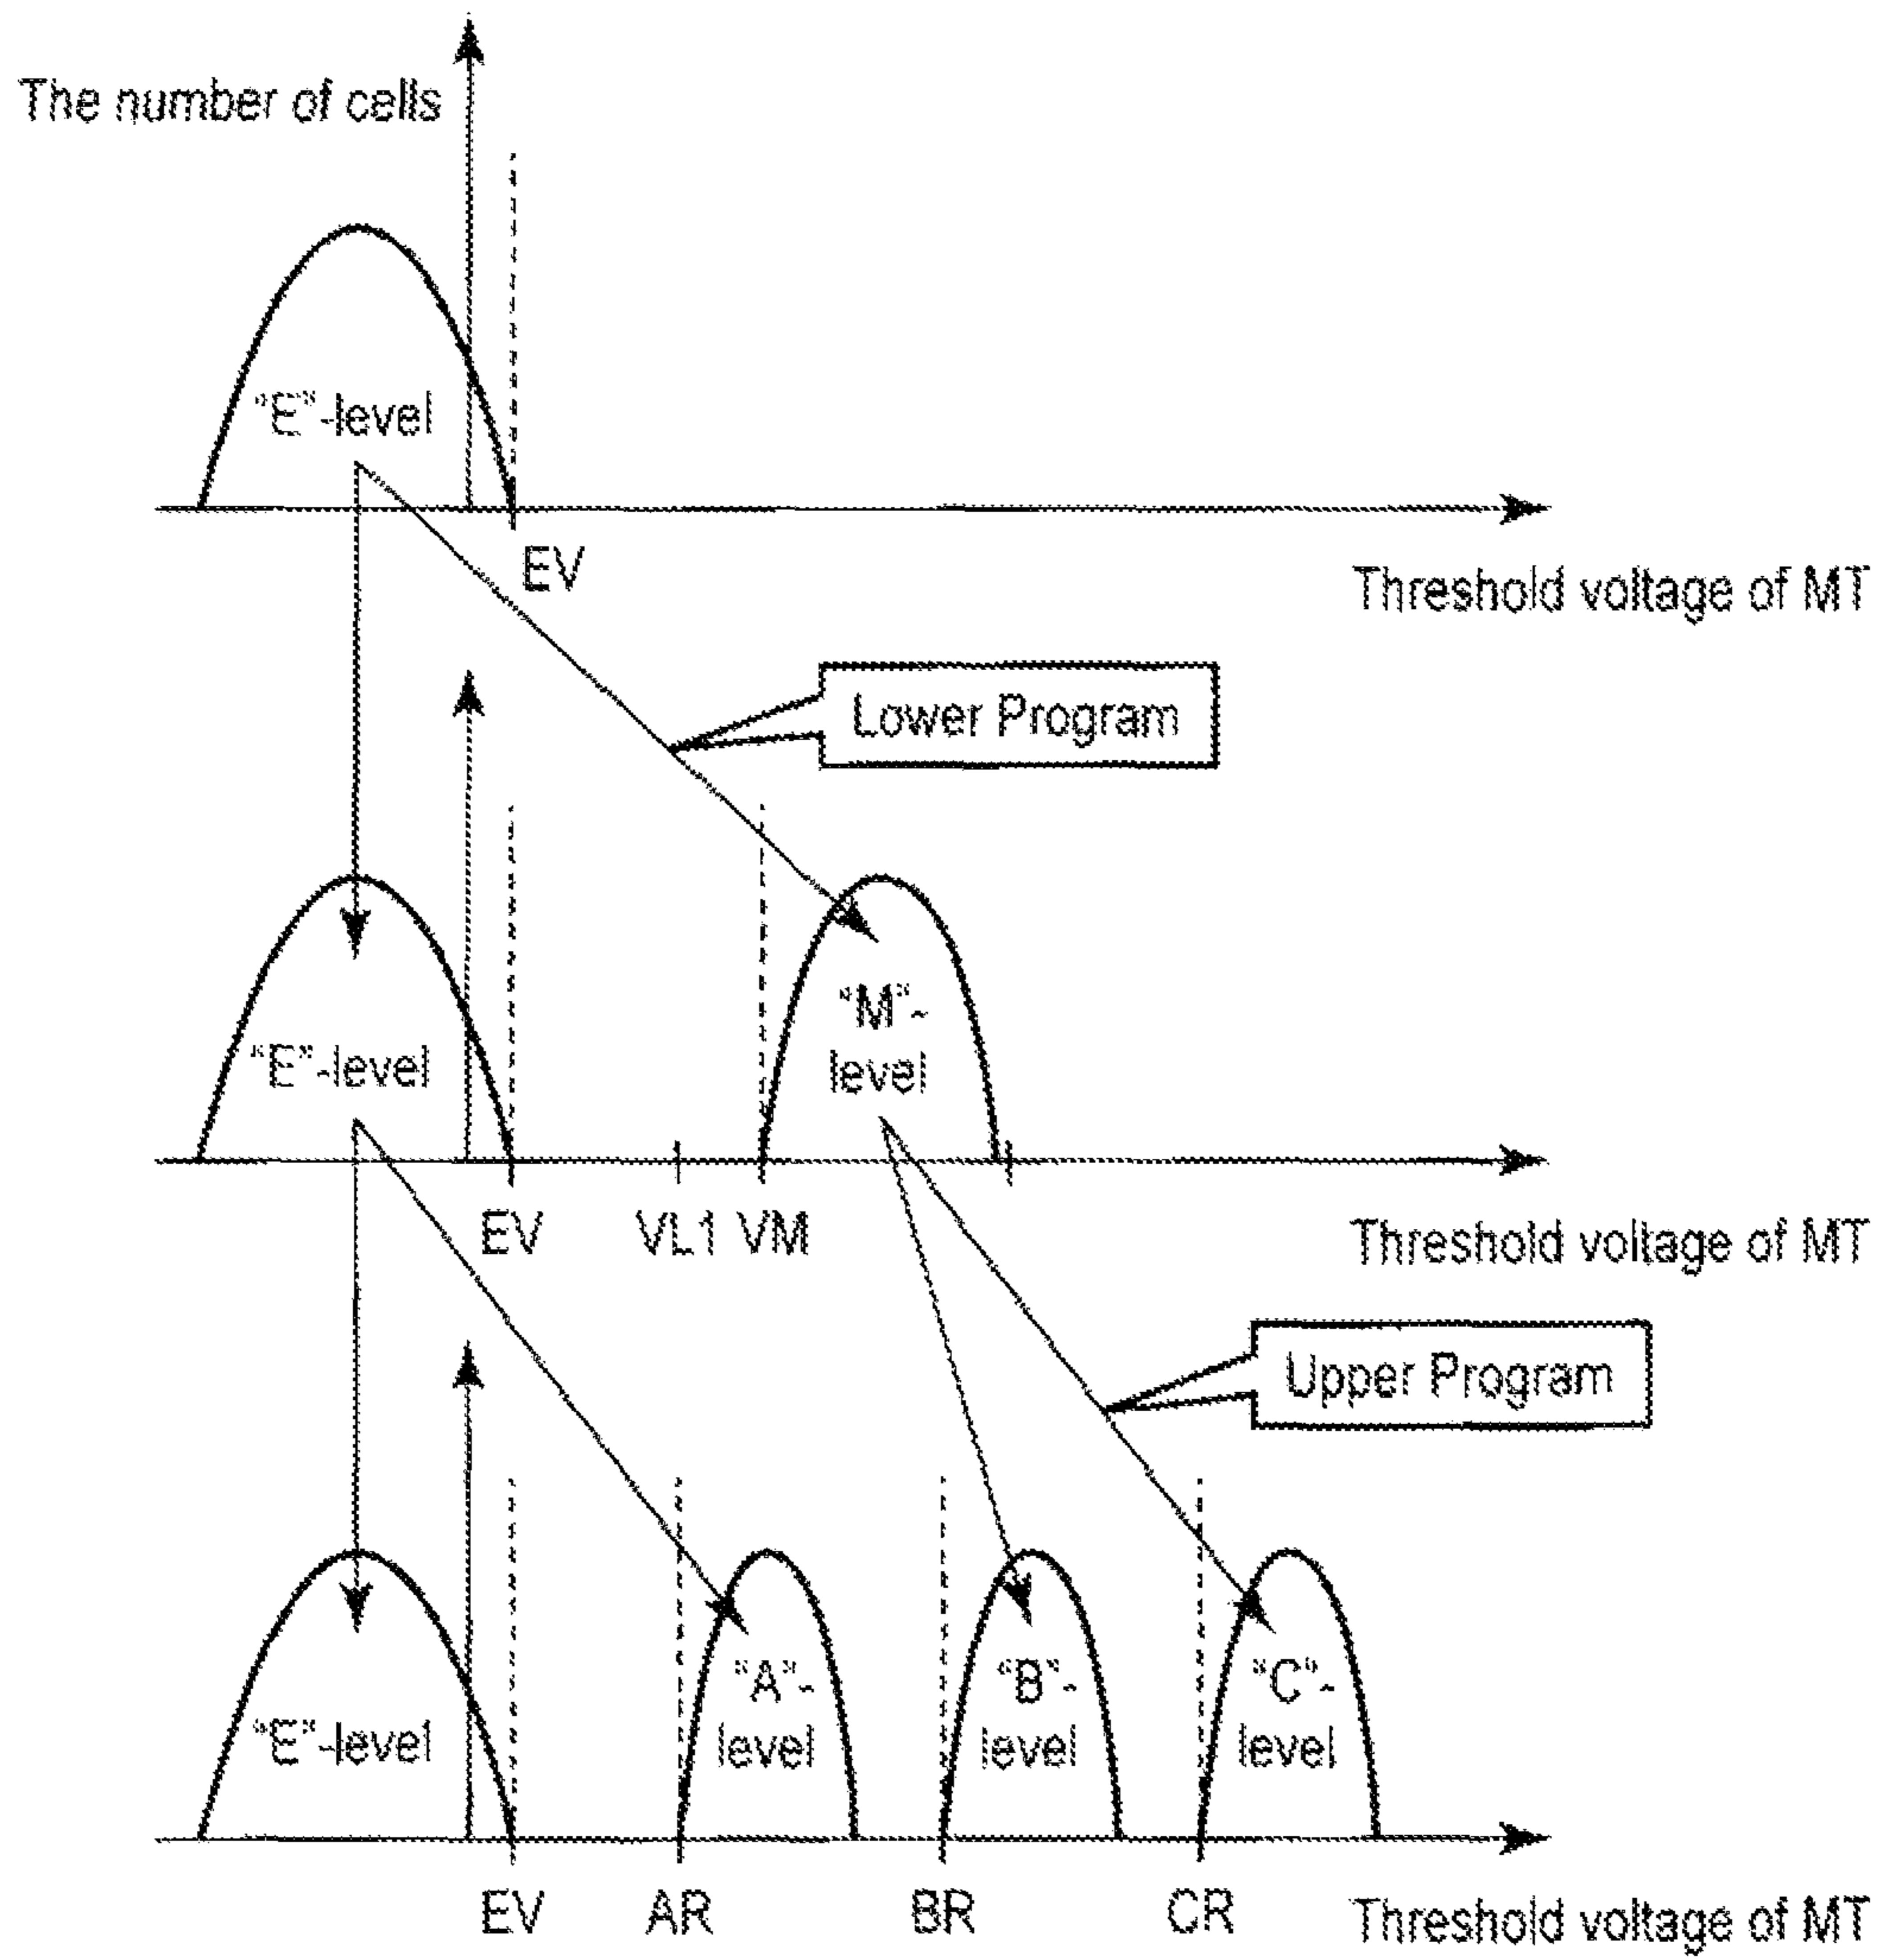 The number of cells
"E"-level
EV
Threshold voltage of MT
Lower Program
"E"-level
"M"-
level
EV
VL1
VM
Threshold voltage of MT
Upper Program
"E"-level
"A"-
level
"B"-
level
"C"-
level
EV
AR
BR
CR
Threshold voltage of MT